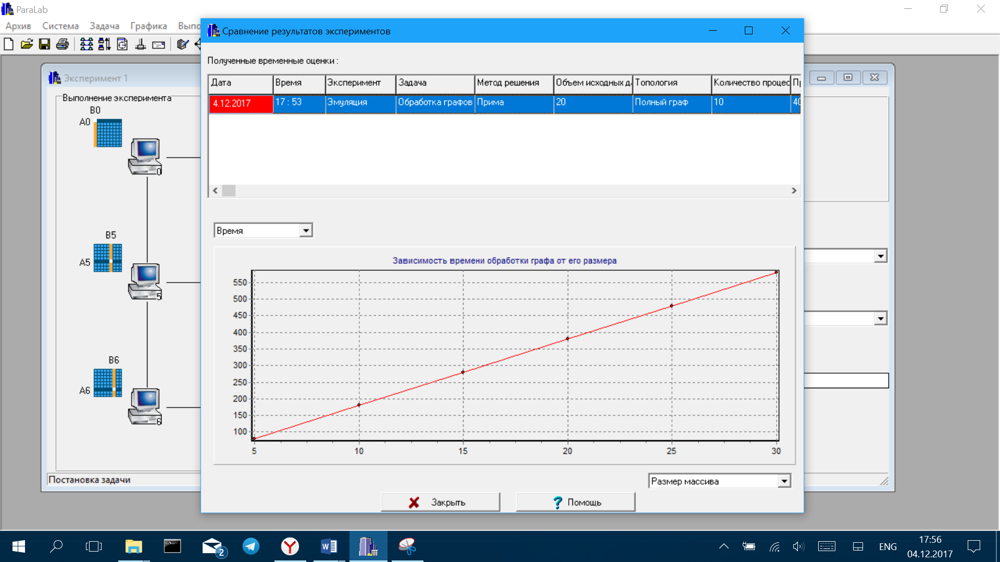 ParaLab
Архив Система Задача Графика Выпо
Сравнение результатов экспериментов
Полученные временные оценки :
Дата Время Эксперимент Задача Метод решения Объем исходных д Топология Количество процес П
4.12.2017 17 : 53 Эмуляция Обработка графов Прима 20 Полный граф 10 40
Эксперимент 1
Выполнение эксперимента
B0
A0
0
B5
A5
5
B6
A6
6
Постановка задачи
Время
Зависимость времени обработки графа от его размера
550
500
450
400
350
300
250
200
150
100
5 10 15 20 25 30
Размер массива
Закрыть
? Помощь
2
ENG
17:56
04.12.2017